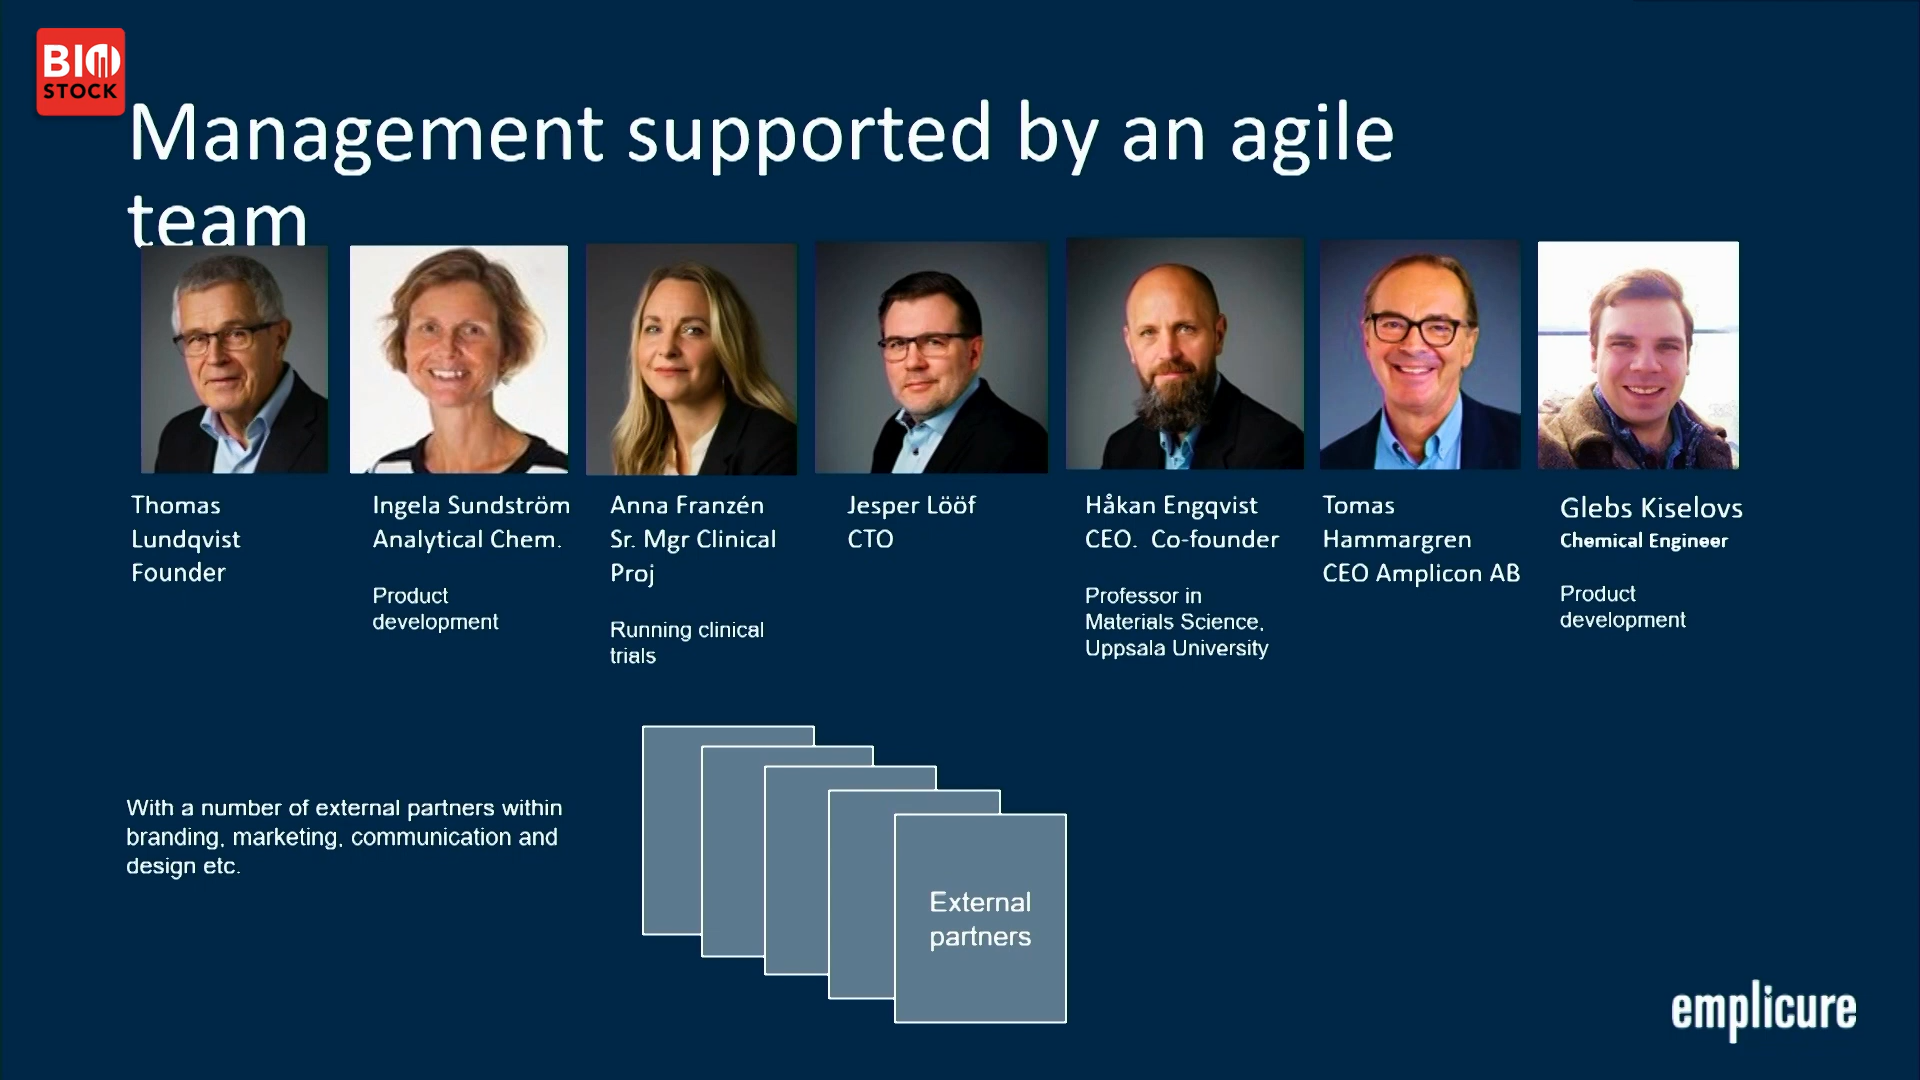 BIO
STOCK
Management supported by an agile
team
Thomas
Lundqvist
Founder
Ingela Sundström
Analytical Chem.
Product
development
Anna Franzén
Sr. Mgr Clinical
Proj
Running clinical
trials
Jesper Lööf
CTO
Håkan Engqvist
CEO.  Co-founder
Professor in
Materials Science,
Uppsala University
Tomas
Hammargren
CEO Amplicon AB
Glebs Kiselovs
Chemical Engineer
Product
development
With a number of external partners within
branding, marketing, communication and
design etc.
External
partners
emplicure